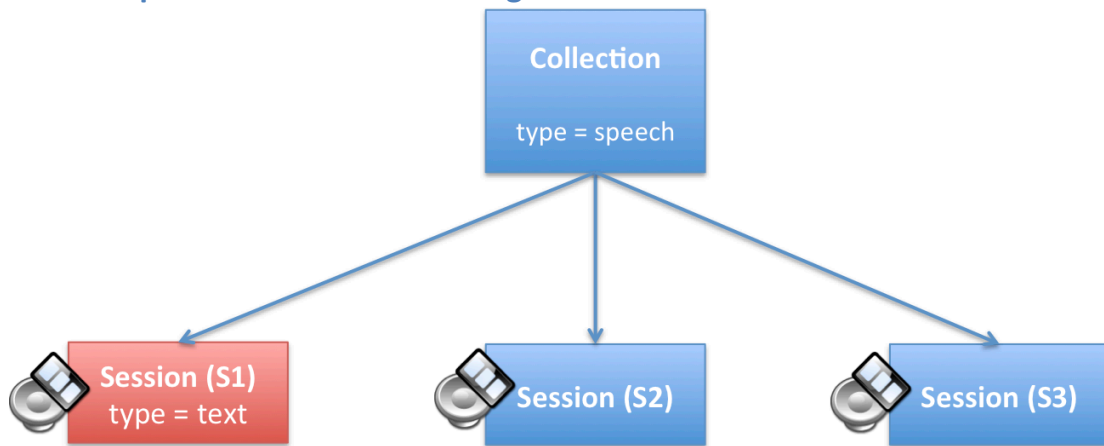 Collection
type = speech
Session (S1)
type = text
Session (S2)
Session (S3)